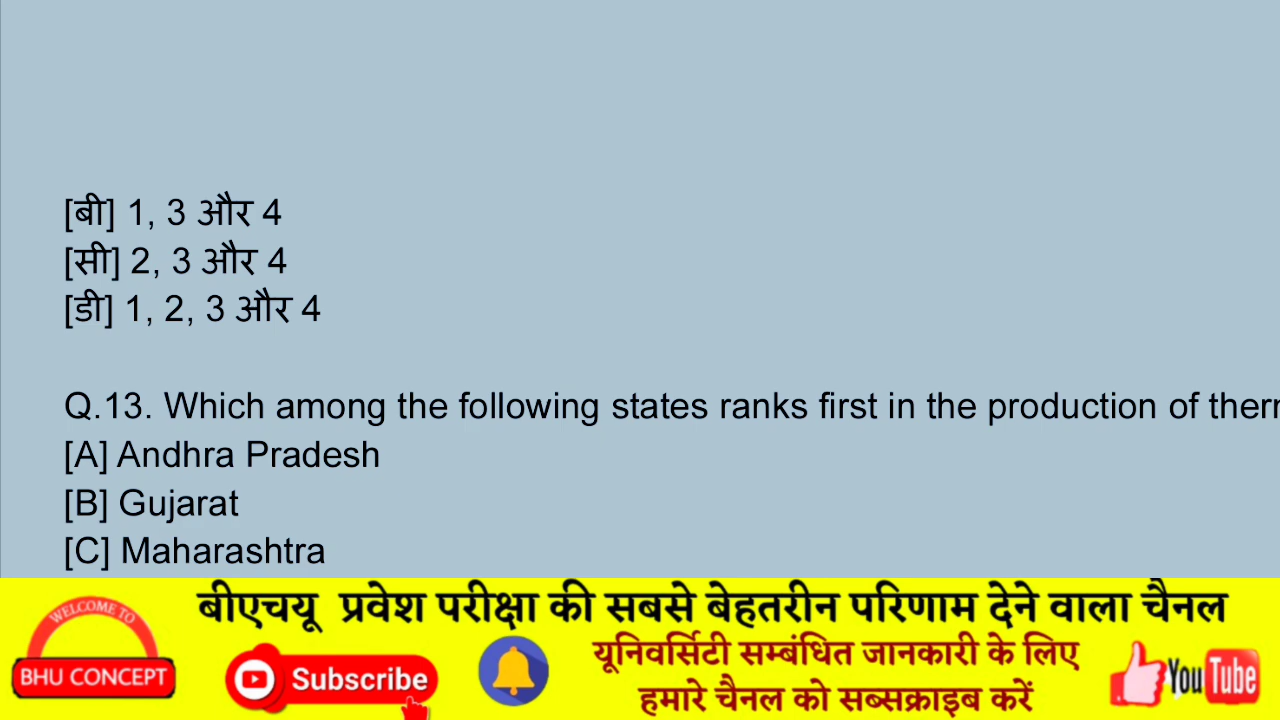 [बी] 1, 3 और 4
[सी] 2, 3 और 4
[डी] 1, 2, 3 और 4
Q.13. Which among the following states ranks first in the production of
[A] Andhra Pradesh
[B] Gujarat
[C] Maharashtra
बीएचयू प्रवेश परीक्षा की सबसे बेहतरीन परिणाम देने वाला चैनल
WELCOME TO
BHU CONCEPT
Subscribe
यूनिवर्सिटी सम्बंधित जानकारी के लिए
हमारे चैनल को सब्सक्राइब करें
YouTube